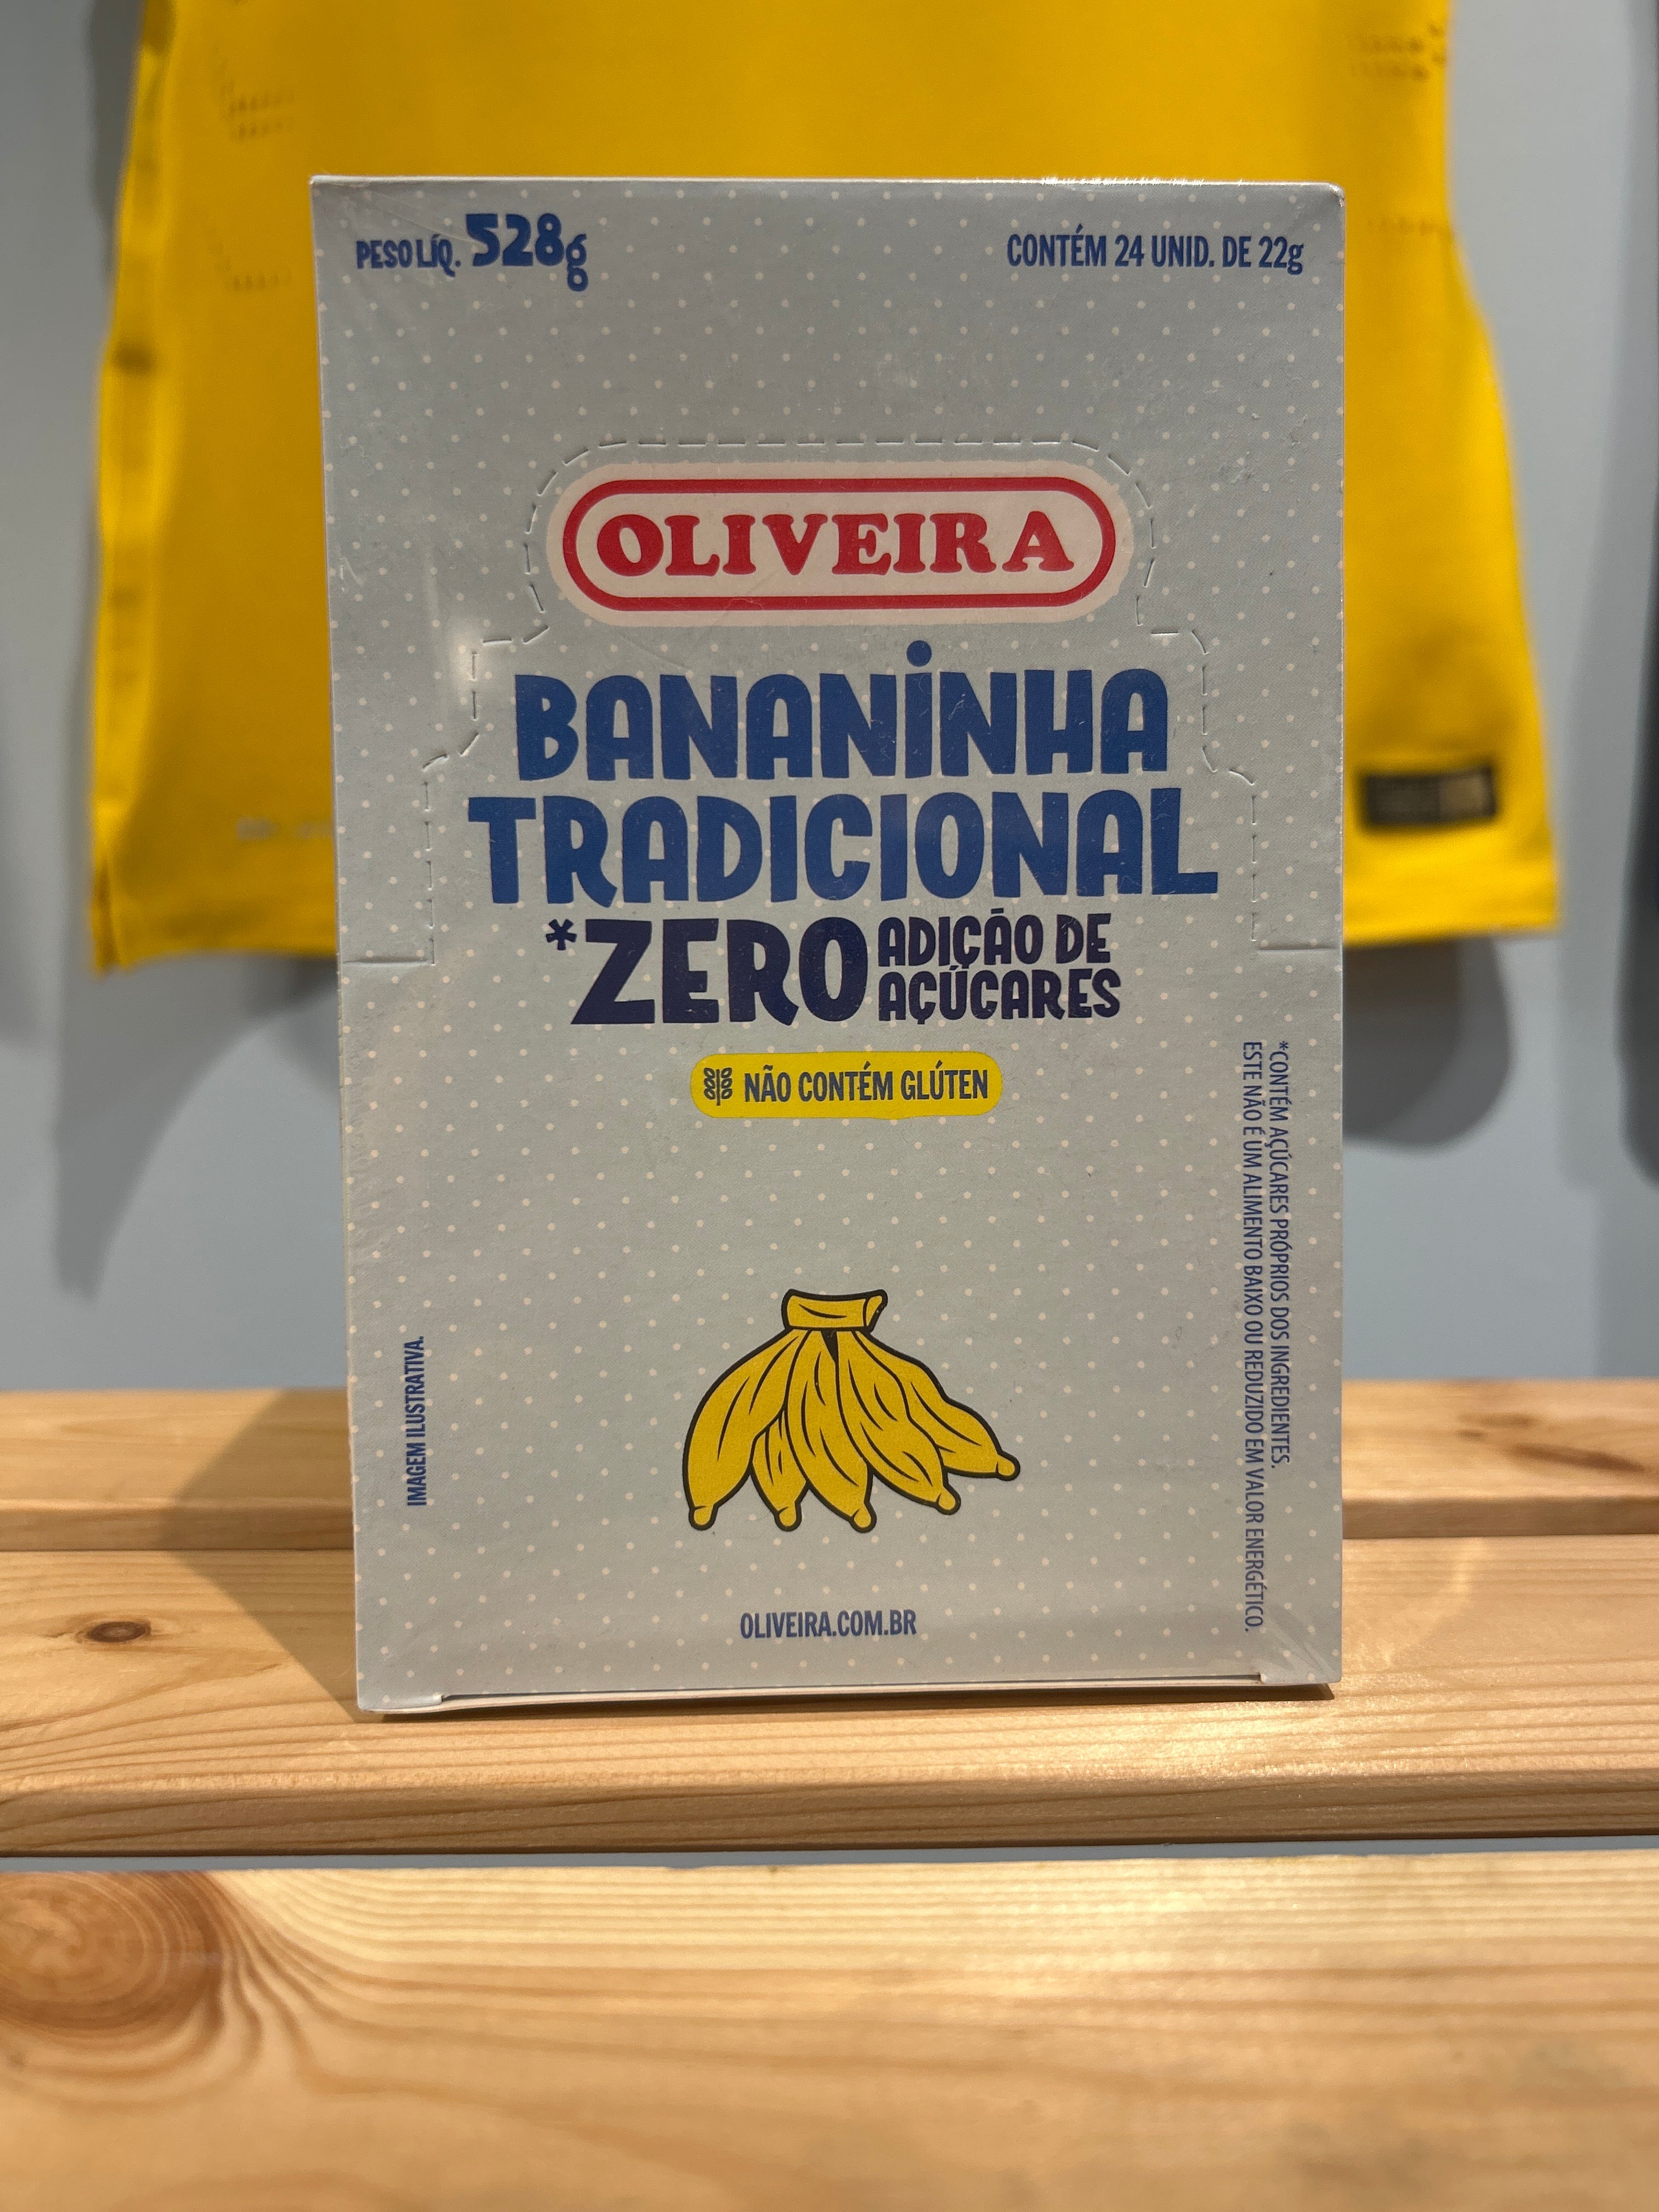 PESO LÍQ. 528g
CONTÉM 24 UNID. DE 22g
OLIVEIRA
BANANINHA
TRADICIONAL
*ZERO ADIÇÃO DE
AÇÚCARES
NÃO CONTÉM GLÚTEN
*CONTÉM AÇÚCARES PRÓPRIOS DOS INGREDIENTES.
ESTE NÃO É UM ALIMENTO BAIXO OU REDUZIDO EM VALOR ENERGÉTICO.
IMAGEM ILUSTRATIVA.
OLIVEIRA.COM.BR